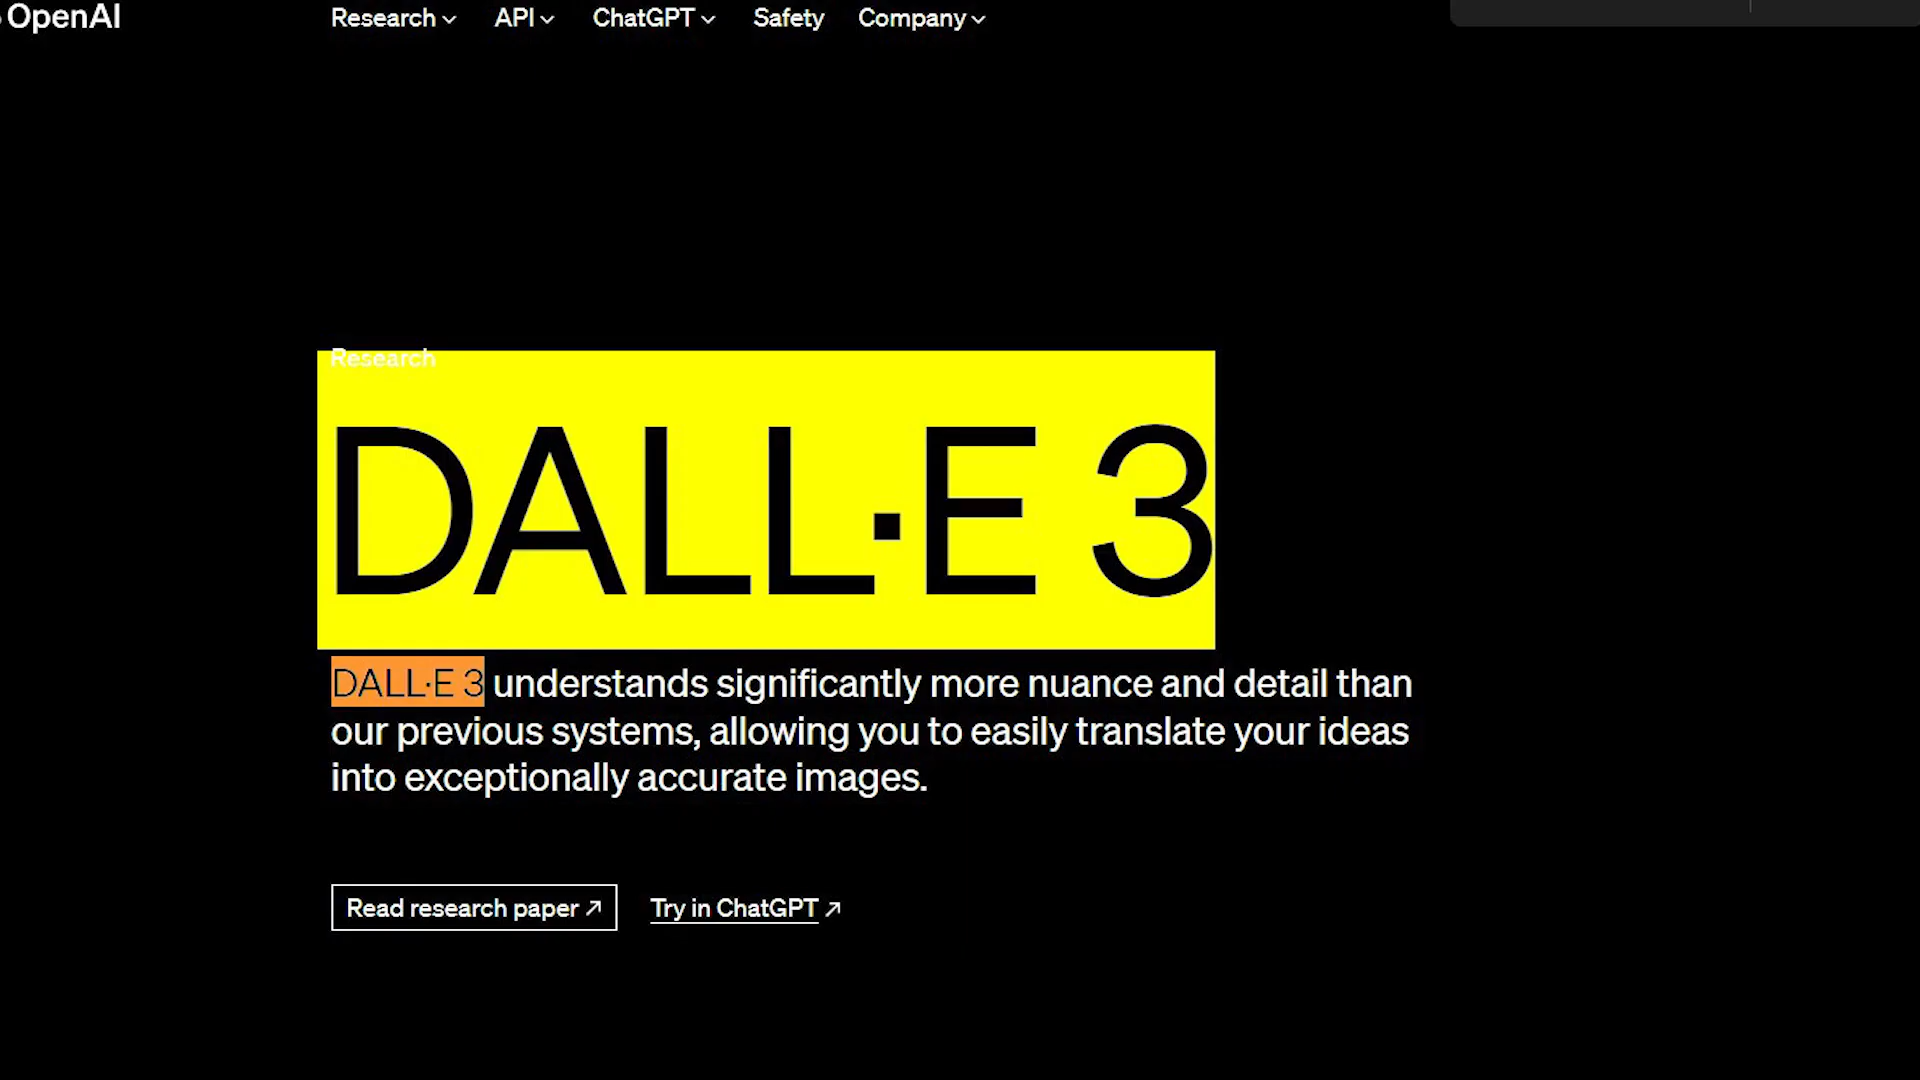 OpenAI Research API ChatGPT Safety Company
Research
DALL·E 3
DALL·E 3 understands significantly more nuance and detail than
our previous systems, allowing you to easily translate your ideas
into exceptionally accurate images.
Read research paper ↗ Try in ChatGPT ↗